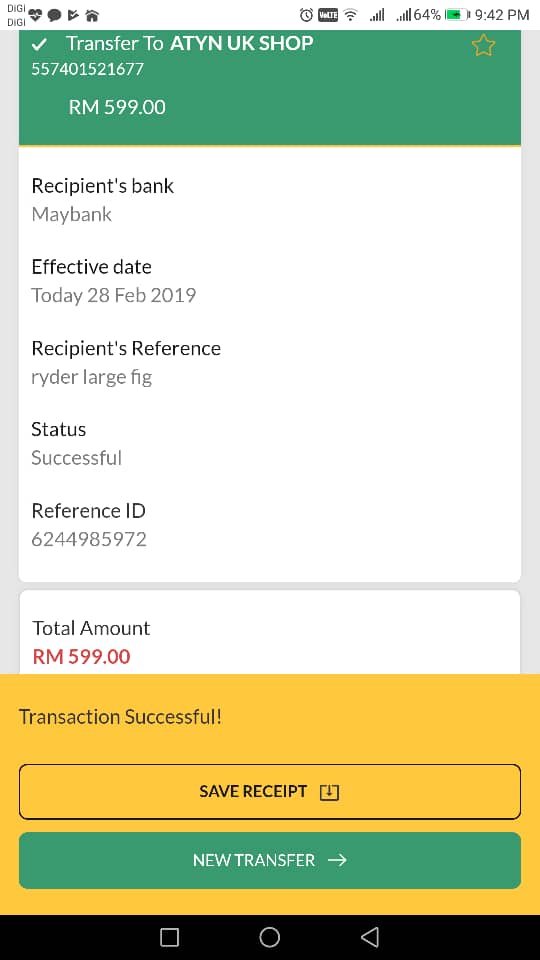 DiGi
DiGi
VoLTE 64% 9:42 PM
Transfer To ATYN UK SHOP
557401521677
RM 599.00
Recipient's bank
Maybank
Effective date
Today 28 Feb 2019
Recipient's Reference
ryder large fig
Status
Successful
Reference ID
6244985972
Total Amount
RM 599.00
Transaction Successful!
SAVE RECEIPT
NEW TRANSFER